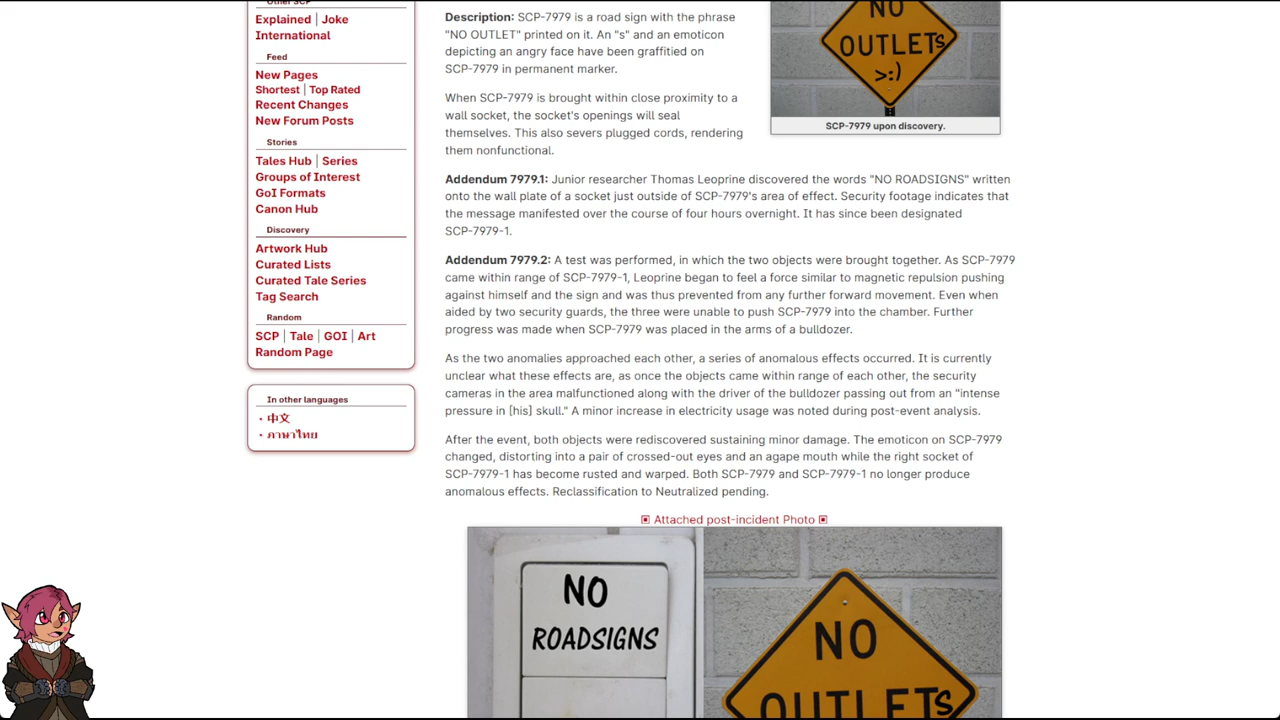 Other SCP
Explained | Joke
International
Feed
New Pages
Shortest | Top Rated
Recent Changes
New Forum Posts
Stories
Tales Hub | Series
Groups of Interest
GoI Formats
Canon Hub
Discovery
Artwork Hub
Curated Lists
Curated Tale Series
Tag Search
Random
SCP | Tale | GOI | Art
Random Page
In other languages
中文
ภาษาไทย
Description: SCP-7979 is a road sign with the phrase
"NO OUTLET" printed on it. An "s" and an emoticon
depicting an angry face have been graffitied on
SCP-7979 in permanent marker.
When SCP-7979 is brought within close proximity to a
wall socket, the socket's openings will seal
themselves. This also severs plugged cords, rendering
them nonfunctional.
NO
OUTLETs
>:)
SCP-7979 upon discovery.
Addendum 7979.1: Junior researcher Thomas Leoprine discovered the words "NO ROADSIGNS" written
onto the wall plate of a socket just outside of SCP-7979's area of effect. Security footage indicates that
the message manifested over the course of four hours overnight. It has since been designated
SCP-7979-1.
Addendum 7979.2: A test was performed, in which the two objects were brought together. As SCP-7979
came within range of SCP-7979-1, Leoprine began to feel a force similar to magnetic repulsion pushing
against himself and the sign and was thus prevented from any further forward movement. Even when
aided by two security guards, the three were unable to push SCP-7979 into the chamber. Further
progress was made when SCP-7979 was placed in the arms of a bulldozer.
As the two anomalies approached each other, a series of anomalous effects occurred. It is currently
unclear what these effects are, as once the objects came within range of each other, the security
cameras in the area malfunctioned along with the driver of the bulldozer passing out from an "intense
pressure in [his] skull." A minor increase in electricity usage was noted during post-event analysis.
After the event, both objects were rediscovered sustaining minor damage. The emoticon on SCP-7979
changed, distorting into a pair of crossed-out eyes and an agape mouth while the right socket of
SCP-7979-1 has become rusted and warped. Both SCP-7979 and SCP-7979-1 no longer produce
anomalous effects. Reclassification to Neutralized pending.
▣ Attached post-incident Photo ▣
NO
ROADSIGNS
NO
OUTLETs